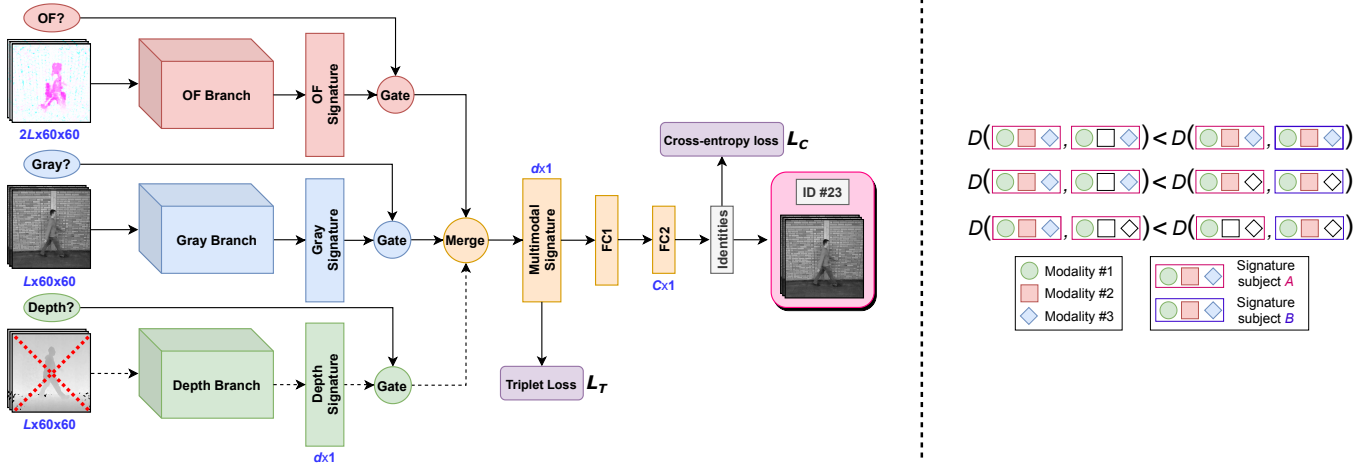 OF?
OF Branch
OF
Signature
Gate
2Lx60x60
Gray?
Gray Branch
Gray Signature
Gate
Merge
Lx60x60
Depth?
Depth Branch
Depth
Signature
Gate
Lx60x60
dx1
dx1
Multimodal
Signature
FC1
FC2
Cx1
Identities
Cross-entropy loss
L_C
Triplet Loss
L_T
ID #23
D( , ) < D( , )
D( , ) < D( , )
D( , ) < D( , )
Modality #1
Modality #2
Modality #3
Signature
subject A
Signature
subject B